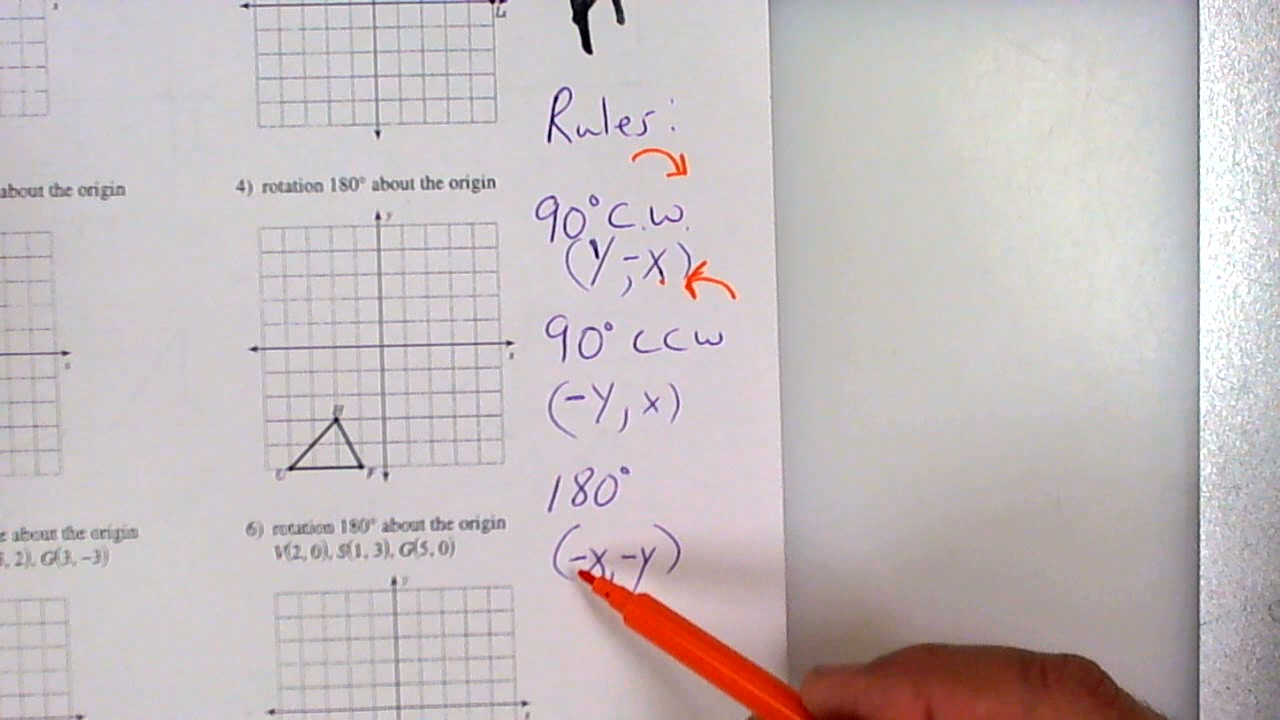 Rules:
about the origin
4) rotation 180° about the origin
y
90° C.W.
(Y, -X)
x
90° CCW
(-Y, X)
180°
e about the origin
, 2), G(3, -3)
6) rotation 180° about the origin
V(2, 0), S(1, 3), G(5, 0)
(-X, -Y)
y